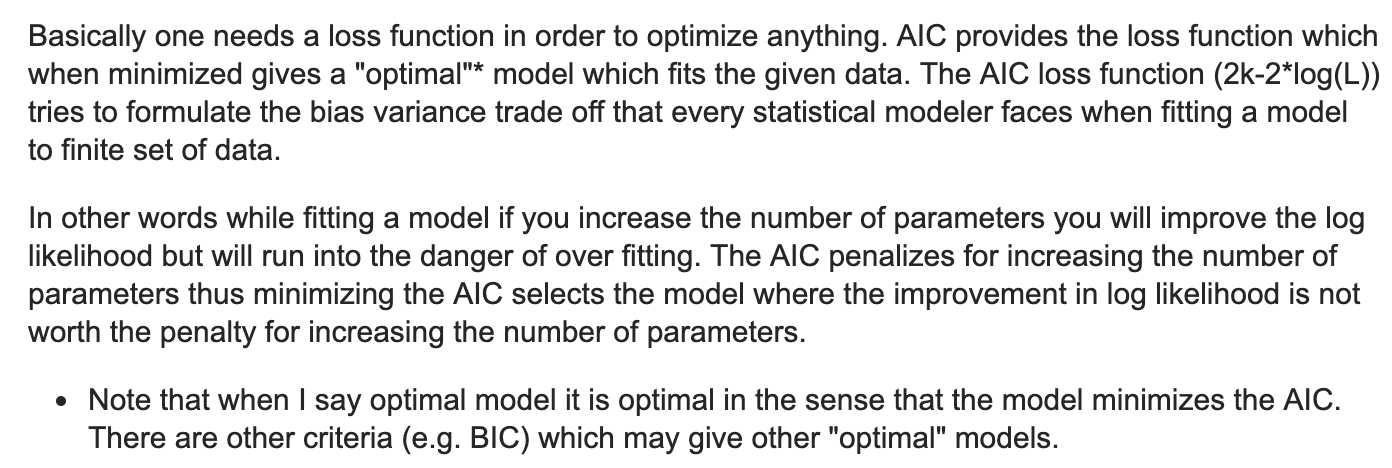 Basically one needs a loss function in order to optimize anything. AIC provides the loss function which
when minimized gives a "optimal"* model which fits the given data. The AIC loss function (2k-2*log(L))
tries to formulate the bias variance trade off that every statistical modeler faces when fitting a model
to finite set of data.
In other words while fitting a model if you increase the number of parameters you will improve the log
likelihood but will run into the danger of over fitting. The AIC penalizes for increasing the number of
parameters thus minimizing the AIC selects the model where the improvement in log likelihood is not
worth the penalty for increasing the number of parameters.
• Note that when I say optimal model it is optimal in the sense that the model minimizes the AIC.
There are other criteria (e.g. BIC) which may give other "optimal" models.